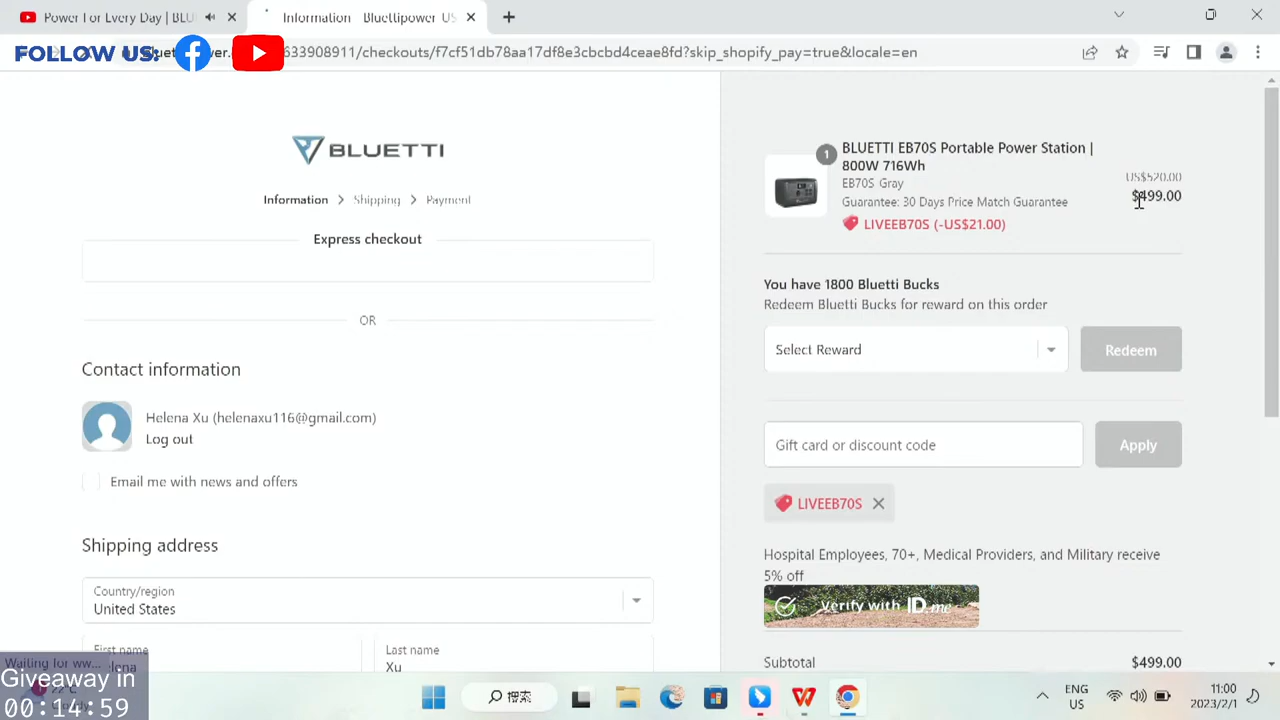 Power For Every Day | BLU
Information - Bluettipower US
FOLLOW US:
633908911/checkouts/f7cf51db78aa17df8e3cbcbd4ceae8fd?skip_shopify_pay=true&locale=en
BLUETTI
Information > Shipping > Payment
Express checkout
OR
Contact information
Helena Xu (helenaxu116@gmail.com)
Log out
Email me with news and offers
Shipping address
Country/region
United States
First name
Last name
Xu
1
BLUETTI EB70S Portable Power Station |
800W 716Wh
EB70S Gray
Guarantee: 30 Days Price Match Guarantee
LIVEEB70S (-US$21.00)
US$520.00
$499.00
You have 1800 Bluetti Bucks
Redeem Bluetti Bucks for reward on this order
Select Reward
Redeem
Gift card or discount code
Apply
LIVEEB70S
Hospital Employees, 70+, Medical Providers, and Military receive
5% off
Verify with ID.me
Subtotal $499.00
Waiting for ww...
Giveaway in
00:14:59
搜索
ENG
US
11:00
2023/2/1